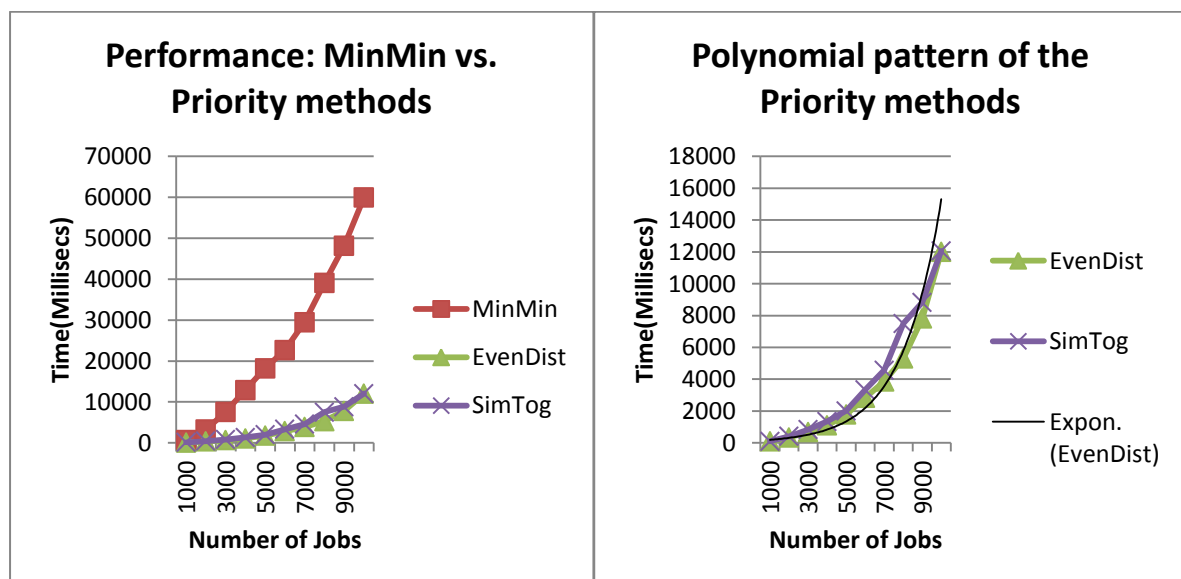 Performance: MinMin vs.
Priority methods
70000
60000
50000
40000
30000
20000
10000
0
Time(Millisecs)
1000
3000
5000
7000
9000
Number of Jobs
MinMin
EvenDist
SimTog
Polynomial pattern of the
Priority methods
18000
16000
14000
12000
10000
8000
6000
4000
2000
0
Time(Millisecs)
1000
3000
5000
7000
9000
Number of Jobs
EvenDist
SimTog
Expon.
(EvenDist)